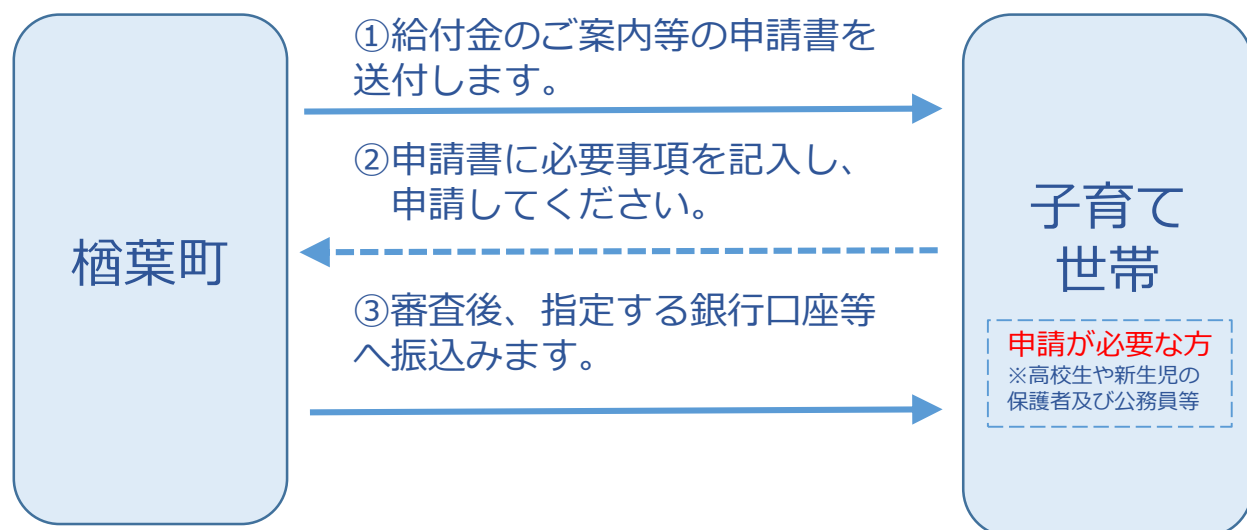 楢葉町
①給付金のご案内等の申請書を
送付します。
②申請書に必要事項を記入し、
申請してください。
③審査後、指定する銀行口座等
へ振込みます。
子育て
世帯
申請が必要な方
※高校生や新生児の
保護者及び公務員等